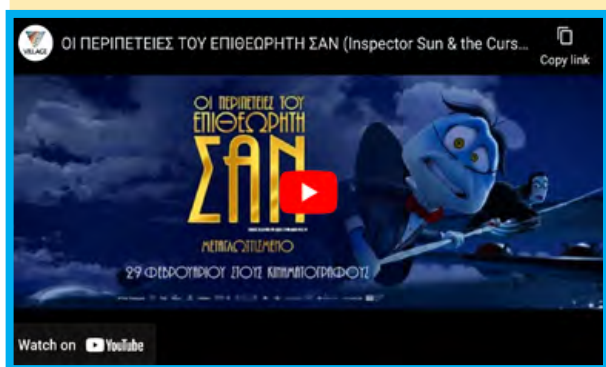 VILLAGE
ΟΙ ΠΕΡΙΠΕΤΕΙΕΣ ΤΟΥ ΕΠΙΘΕΩΡΗΤΗ ΣΑΝ (Inspector Sun & the Curs...
Copy link
ΟΙ ΠΕΡΙΠΕΤΕΙΕΣ ΤΟΥ
ΕΠΙΘΕΩΡΗΤΗ
ΣΑΝ
ΜΕΤΑΓΛΩΤΤΙΣΜΕΝΟ
29 ΦΕΒΡΟΥΑΡΙΟΥ ΣΤΟΥΣ ΚΙΝΗΜΑΤΟΓΡΑΦΟΥΣ
Watch on YouTube